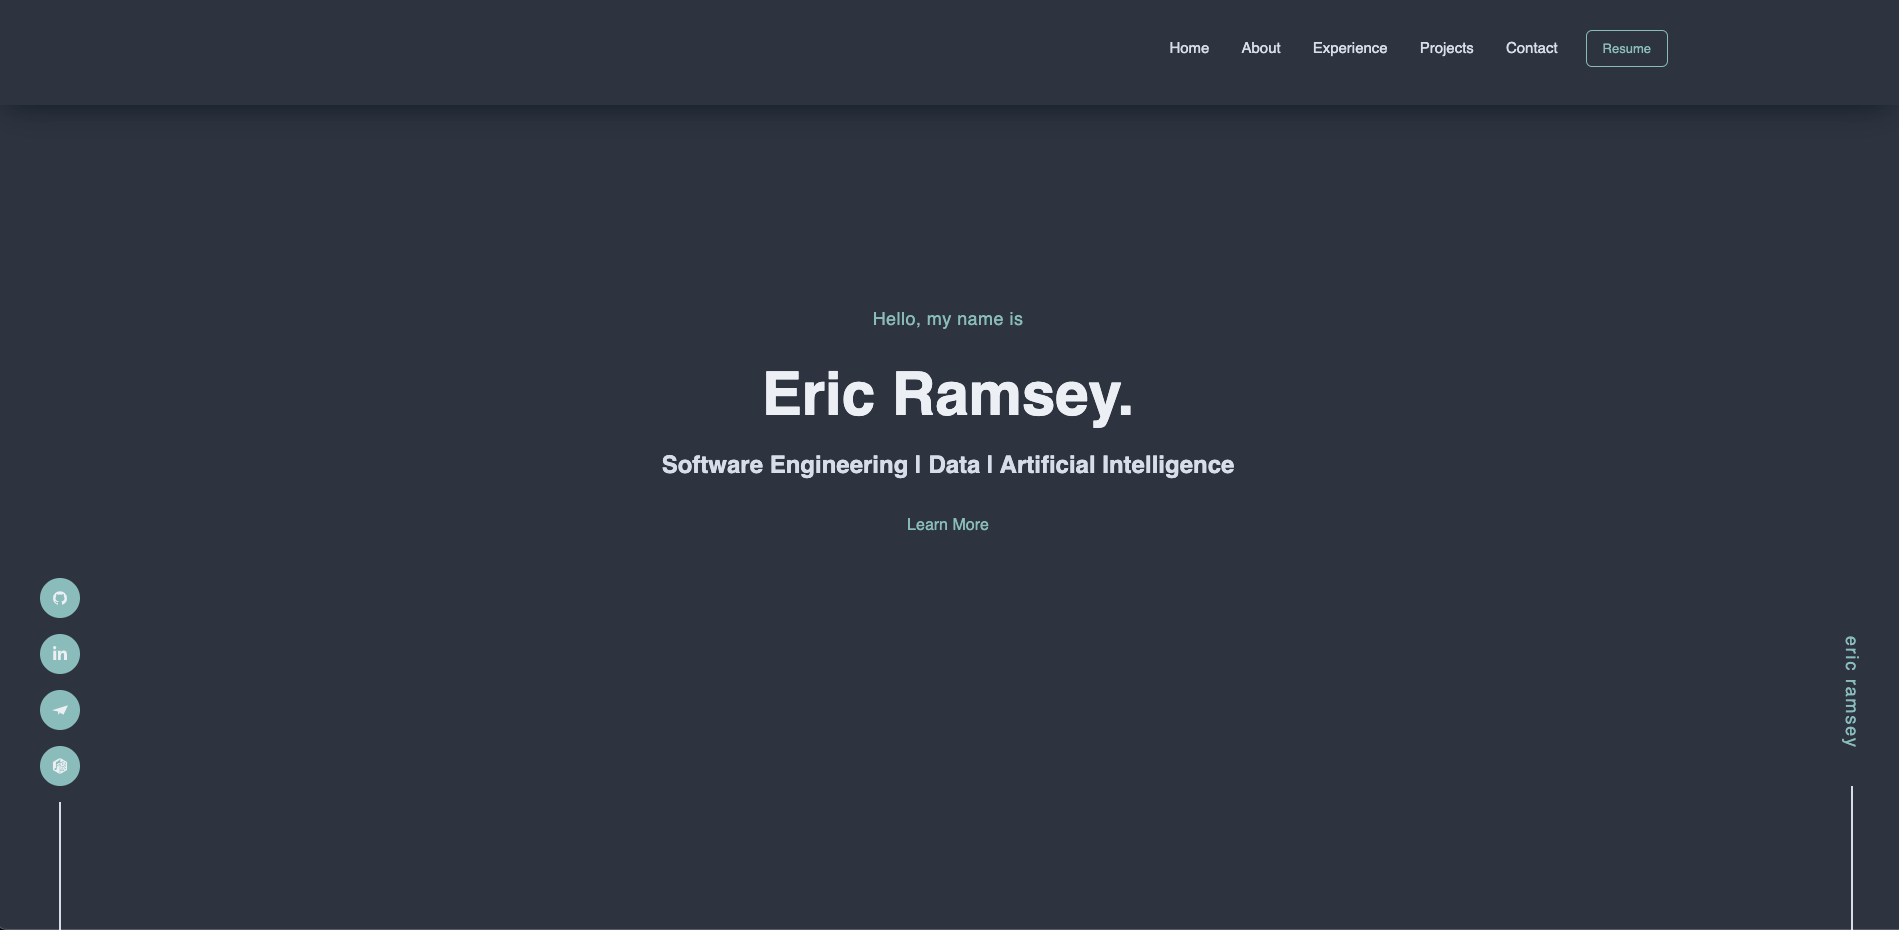 Home About Experience Projects Contact Resume
Hello, my name is
Eric Ramsey.
Software Engineering | Data | Artificial Intelligence
Learn More
in
eric ramsey